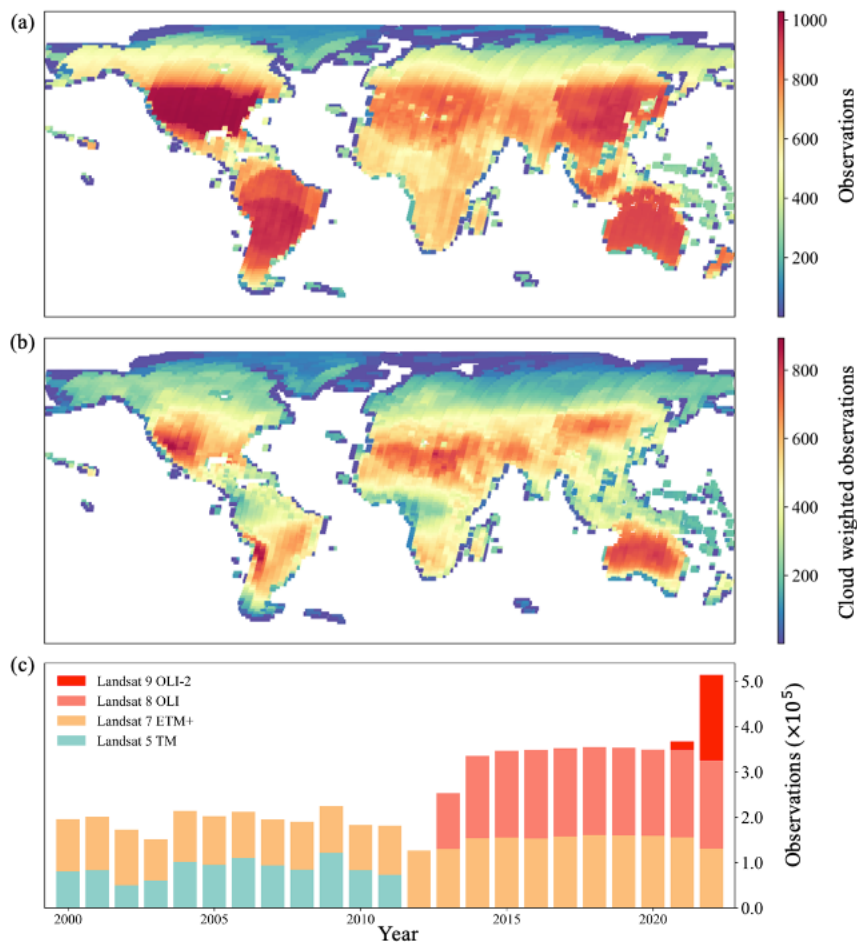 (a)
1000
800
600
400
200
Observations
(b)
800
600
400
200
Cloud weighted observations
(c)
Landsat 9 OLI-2
Landsat 8 OLI
Landsat 7 ETM+
Landsat 5 TM
5.0
4.0
3.0
2.0
1.0
0.0
Observations (×10⁵)
2000 2005 2010 2015 2020
Year